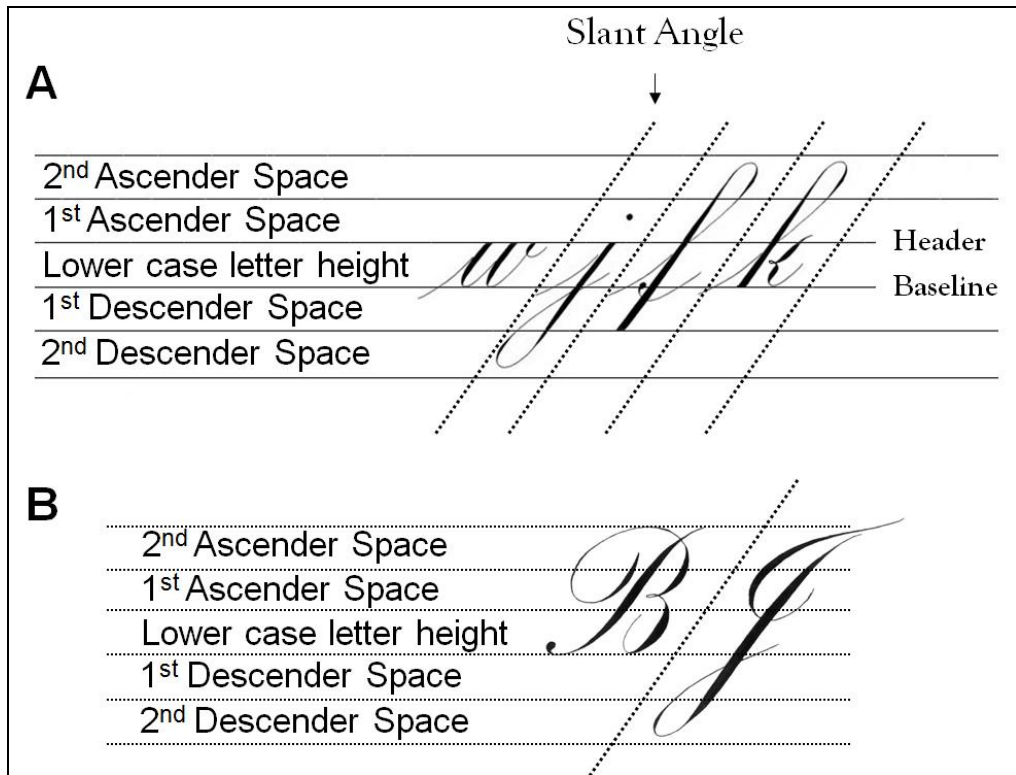 Slant Angle
A
2nd Ascender Space
1st Ascender Space
Header
Lower case letter height
w j f k
Baseline
1st Descender Space
2nd Descender Space
B
2nd Ascender Space
1st Ascender Space
Lower case letter height
B J
1st Descender Space
2nd Descender Space